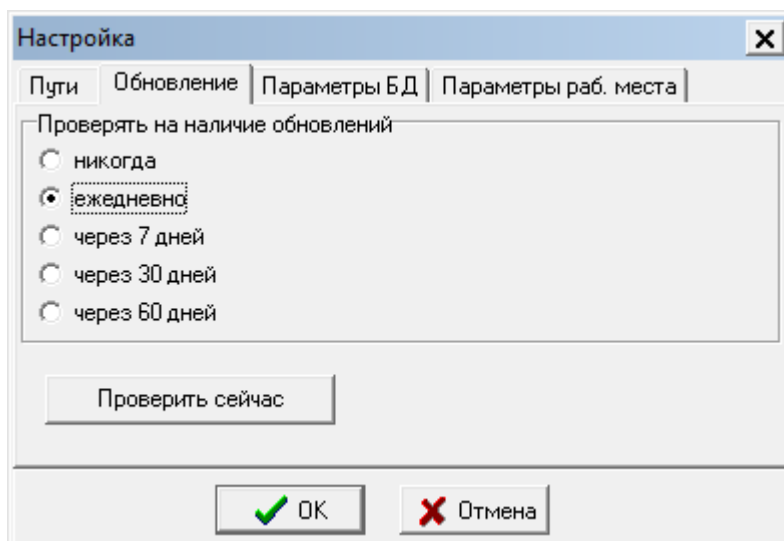 Настройка
Пути Обновление Параметры БД Параметры раб. места
Проверять на наличие обновлений
никогда
ежедневно
через 7 дней
через 30 дней
через 60 дней
Проверить сейчас
OK Отмена